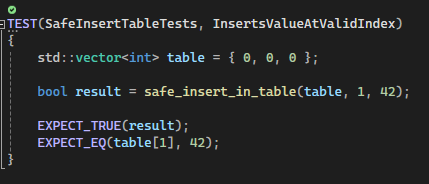 TEST(SafeInsertTableTests, InsertsValueAtValidIndex)
{
std::vector<int> table = { 0, 0, 0 };
bool result = safe_insert_in_table(table, 1, 42);
EXPECT_TRUE(result);
EXPECT_EQ(table[1], 42);
}